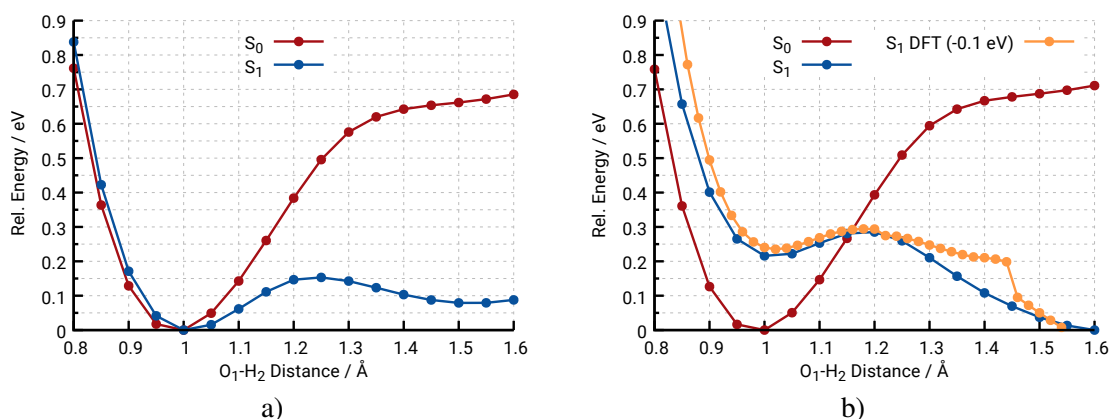 0.9
0.8
0.7
0.6
0.5
0.4
0.3
0.2
0.1
0
Rel. Energy / eV
S0
S1
0.8 0.9 1 1.1 1.2 1.3 1.4 1.5 1.6
O1-H2 Distance / Å
a)
0.9
0.8
0.7
0.6
0.5
0.4
0.3
0.2
0.1
0
Rel. Energy / eV
S0
S1
S1 DFT (-0.1 eV)
0.8 0.9 1 1.1 1.2 1.3 1.4 1.5 1.6
O1-H2 Distance / Å
b)